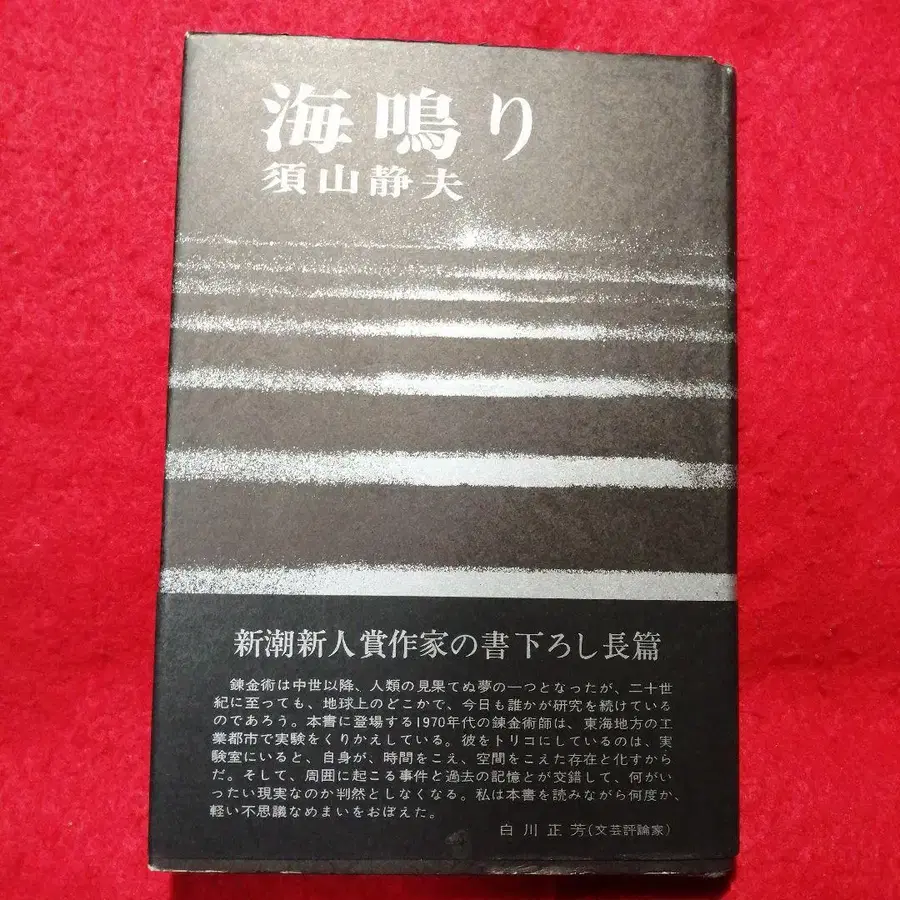 海鳴り
須山静夫
新潮新人賞作家の書下ろし長篇
錬金術は中世以降、人類の見果てぬ夢の一つとなったが、二十世
紀に至っても、地球上のどこかで、今日も誰かが研究を続けている
のであろう。本書に登場する1970年代の錬金術師は、東海地方の工
業都市で実験をくりかえしている。彼をトリコにしているのは、実
験室にいると、自身が、時間をこえ、空間をこえた存在と化すから
だ。そして、周囲に起こる事件と過去の記憶とが交錯して、何がい
ったい現実なのか判然としなくなる。私は本書を読みながら何度か、
軽い不思議なめまいをおぼえた。
白川正芳(文芸評論家)